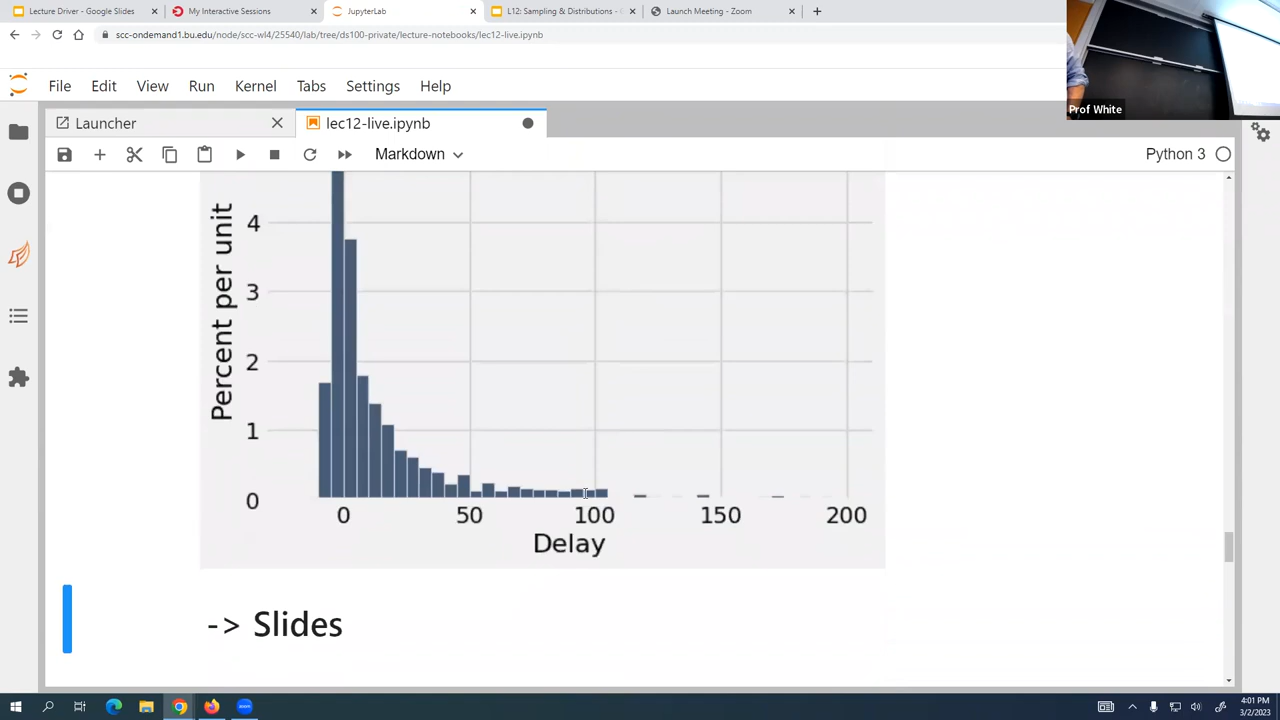 Lecture Driver - Google Slides
My Interactive Sessions
JupyterLab
L12: Sampling & Distributions - G
Launch Meeting - Zoom
scc-ondemand1.bu.edu/node/scc-wl4/25540/lab/tree/ds100-private/lecture-notebooks/lec12-live.ipynb
Prof White
File Edit View Run Kernel Tabs Settings Help
Launcher
lec12-live.ipynb
Markdown
Python 3
Percent per unit
4
3
2
1
0
0 50 100 150 200
Delay
-> Slides
4:01 PM
3/2/2023